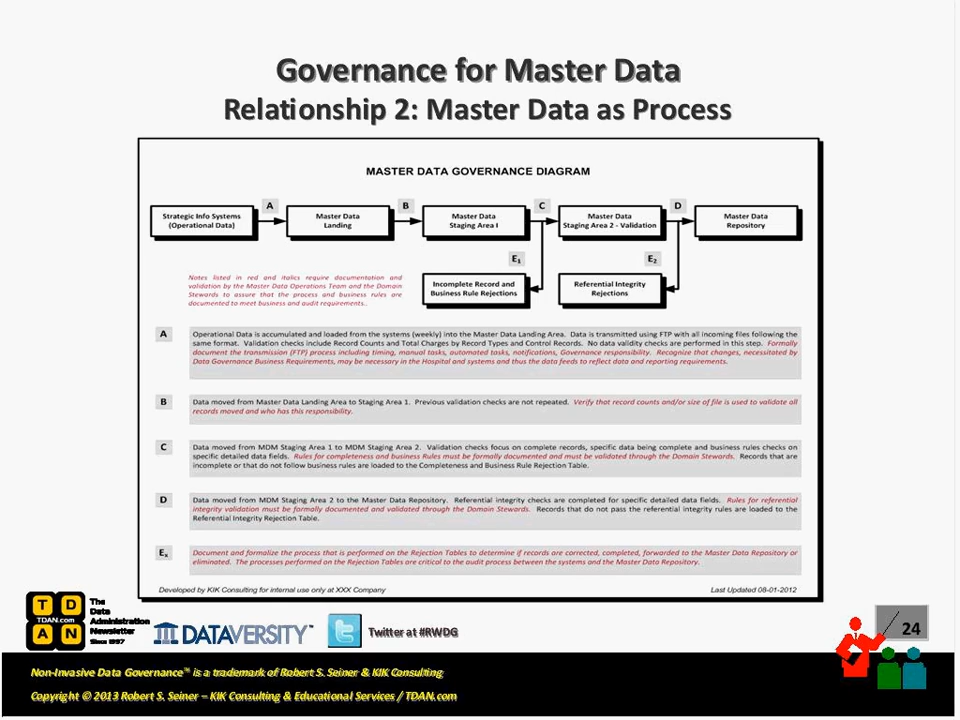 Governance for Master Data
Relationship 2: Master Data as Process
MASTER DATA GOVERNANCE DIAGRAM
A
B
C
D
Strategic Info Systems
(Operational Data)
Master Data
Landing
Master Data
Staging Area I
Master Data
Staging Area 2 - Validation
Master Data
Repository
E1
E2
Notes listed in red and italics require documentation and
validation by the Master Data Operations Team and the Domain
Stewards to assure that the process and business rules are
documented to meet business and audit requirements..
Incomplete Record and
Business Rule Rejections
Referential Integrity
Rejections
A
Operational Data is accumulated and loaded from the systems (weekly) into the Master Data Landing Area. Data is transmitted using FTP with all incoming files following the
same format. Validation checks include Record Counts and Total Charges by Record Types and Control Records. No data validity checks are performed in this step. Formally
document the transmission (FTP) process including timing, manual tasks, automated tasks, notifications, Governance responsibility. Recognize that changes, necessitated by
Data Governance Business Requirements, may be necessary in the Hospital and systems and thus the data feeds to reflect data and reporting requirements.
B
Data moved from Master Data Landing Area to Staging Area 1. Previous validation checks are not repeated. Verify that record counts and/or size of file is used to validate all
records moved and who has this responsibility.
C
Data moved from MDM Staging Area 1 to MDM Staging Area 2. Validation checks focus on complete records, specific data being complete and business rules checks on
specific detailed data fields. Rules for completeness and business Rules must be formally documented and must be validated through the Domain Stewards. Records that are
incomplete or that do not follow business rules are loaded to the Completeness and Business Rule Rejection Table.
D
Data moved from MDM Staging Area 2 to the Master Data Repository. Referential integrity checks are completed for specific detailed data fields. Rules for referential
integrity validation must be formally documented and validated through the Domain Stewards. Records that do not pass the referential integrity rules are loaded to the
Referential Integrity Rejection Table.
Ex
Document and formalize the process that is performed on the Rejection Tables to determine if records are corrected, completed, forwarded to the Master Data Repository or
eliminated. The processes performed on the Rejection Tables are critical to the audit process between the systems and the Master Data Repository.
Developed by KIK Consulting for internal use only at XXX Company
Last Updated 08-01-2012
T D
TDAN.com
A N
The
Data
Administration
Newsletter
Since 1997
DATAVERSITY™
Twitter at #RWDG
24
Non-Invasive Data Governance™ is a trademark of Robert S. Seiner & KIK Consulting
Copyright © 2013 Robert S. Seiner – KIK Consulting & Educational Services / TDAN.com